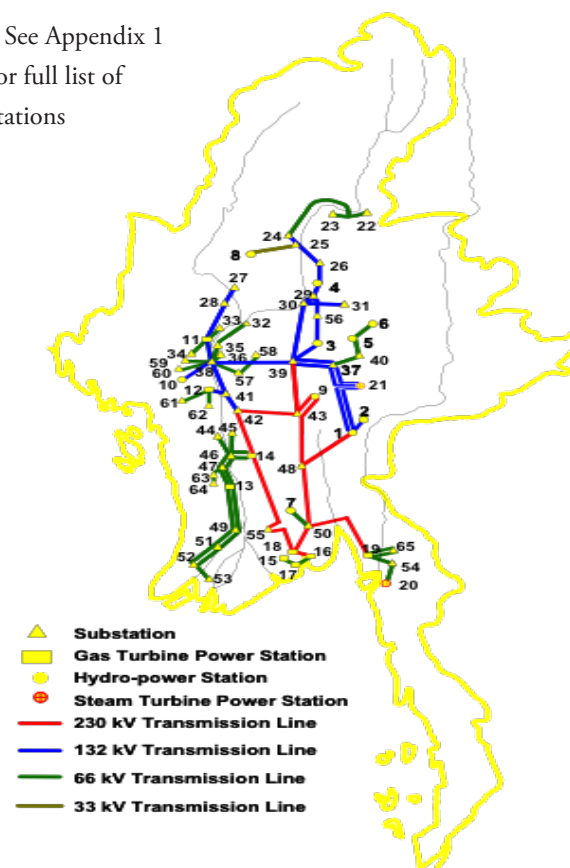 See Appendix 1
or full list of
tations
23 22
24
25
8
26
27
4
28 29
30 31
33 32 56 6
11 5
34 35 58 3
59 36 40
60 38 39 37
10 57 9 21
12 41
61 62 42 43 2
44 45 1
46 14 48
47
63
64 13 7
49 50
51 55 18 16 19 65
52 15 54
53 17 20
Substation
Gas Turbine Power Station
Hydro-power Station
Steam Turbine Power Station
230 kV Transmission Line
132 kV Transmission Line
66 kV Transmission Line
33 kV Transmission Line